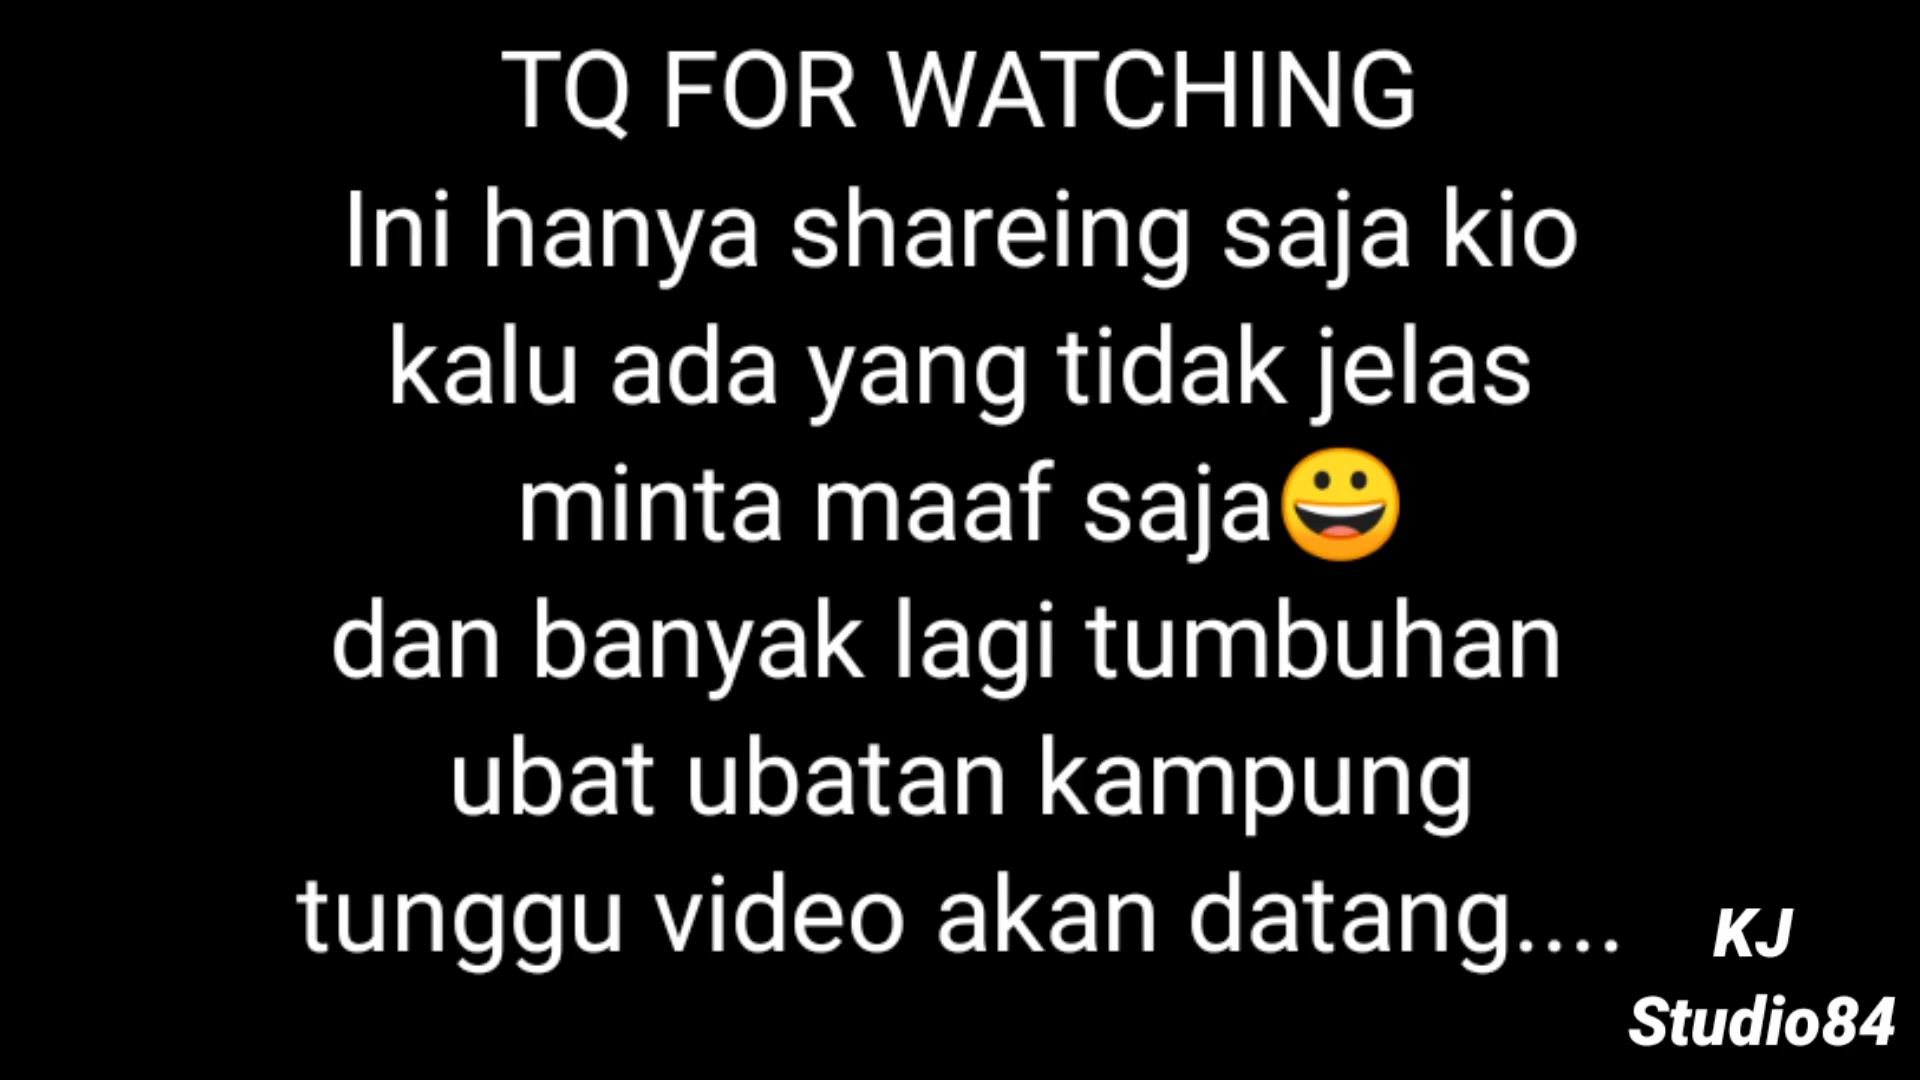 TQ FOR WATCHING
Ini hanya shareing saja kio
kalu ada yang tidak jelas
minta maaf saja😀
dan banyak lagi tumbuhan
ubat ubatan kampung
tunggu video akan datang....
KJ
Studio84